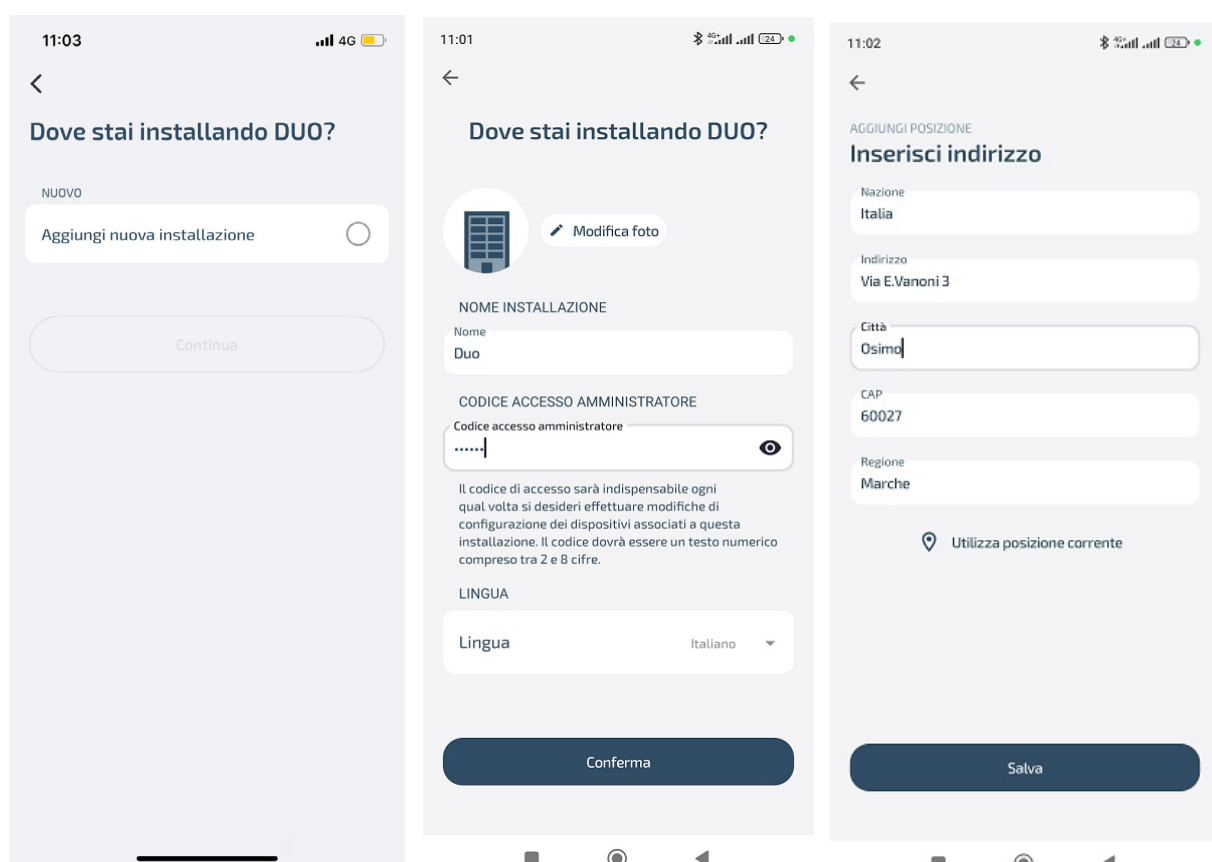 11:03
4G
Dove stai installando DUO?
NUOVO
Aggiungi nuova installazione
Continua
11:01
24
Dove stai installando DUO?
Modifica foto
NOME INSTALLAZIONE
Nome
Duo
CODICE ACCESSO AMMINISTRATORE
Codice accesso amministratore
••••••
Il codice di accesso sarà indispensabile ogni
qual volta si desideri effettuare modifiche di
configurazione dei dispositivi associati a questa
installazione. Il codice dovrà essere un testo numerico
compreso tra 2 e 8 cifre.
LINGUA
Lingua
Italiano
Conferma
11:02
24
AGGIUNGI POSIZIONE
Inserisci indirizzo
Nazione
Italia
Indirizzo
Via E.Vanoni 3
Città
Osimo
CAP
60027
Regione
Marche
Utilizza posizione corrente
Salva